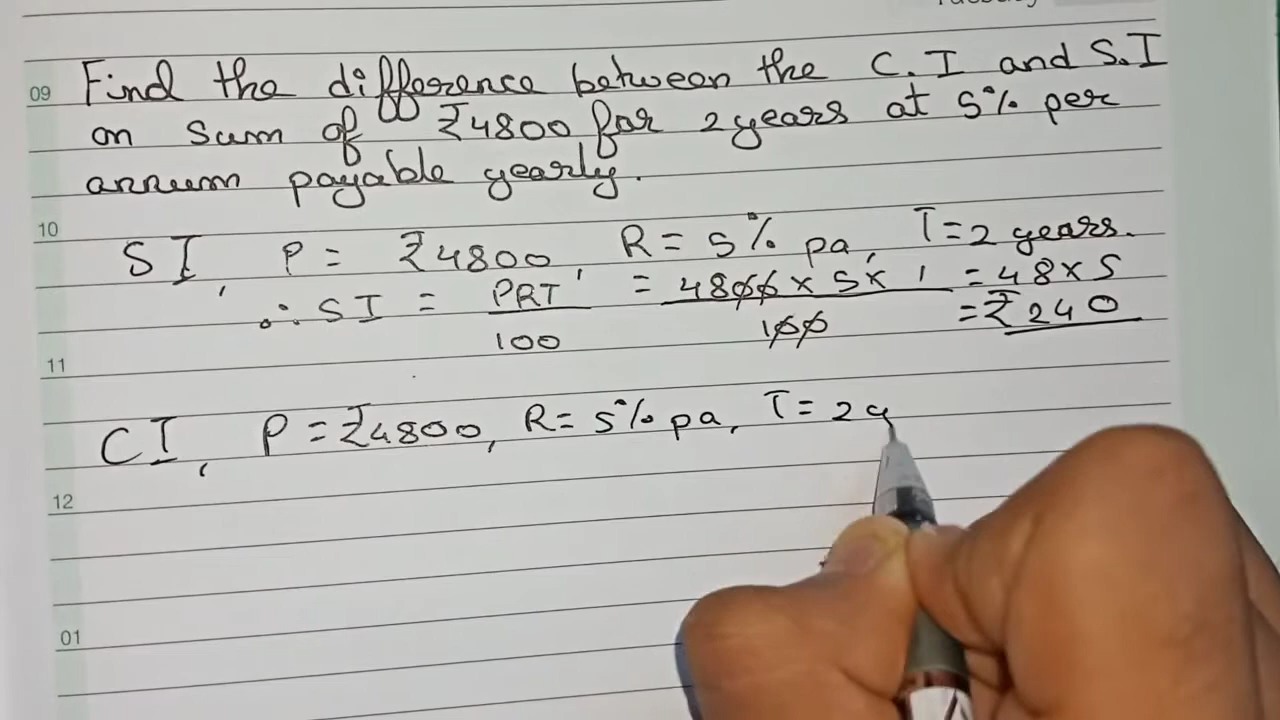 Tuesday
09 Find the difference between the C.I and S.I
on Sum of ₹4800 for 2 years at 5% per
annum payable yearly.
10
SI, P = ₹4800, R = 5% pa, T = 2 years.
∴ SI = PRT/100 = 4800 x 5 x 1/100 = 48 x 5
= ₹240
11
CI, P = ₹4800, R = 5% pa, T = 2 y
12
01